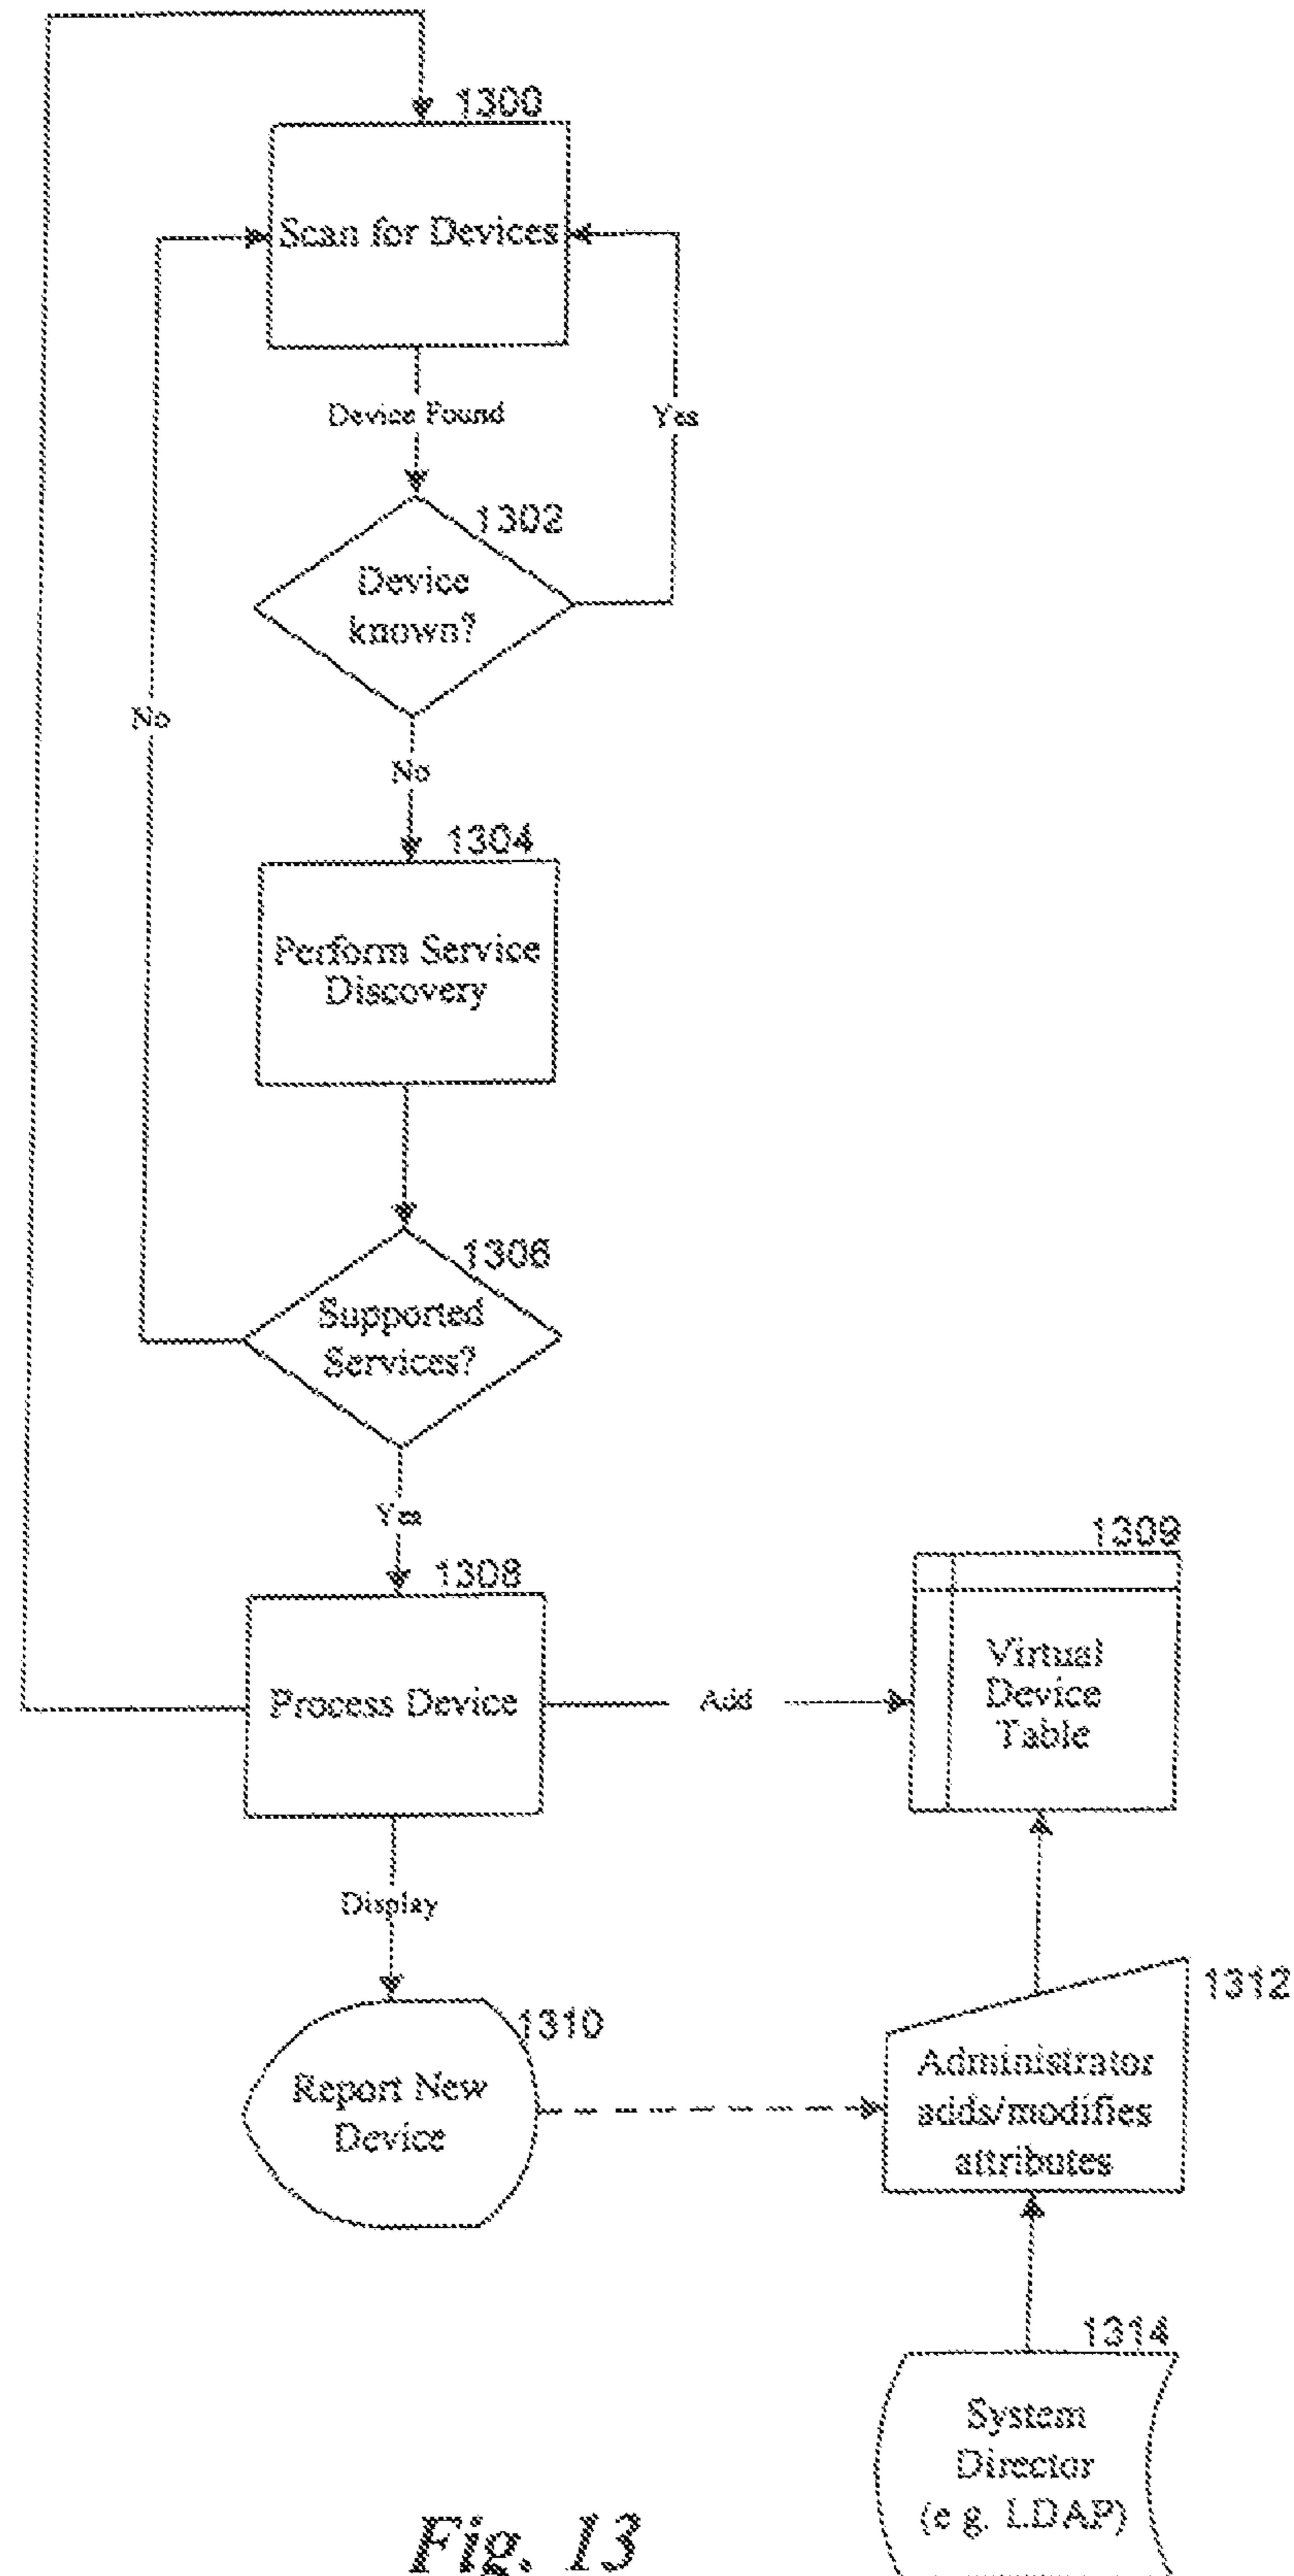 1300
Scan for Devices
Device Found
Yes
1302
Device
known?
No
No
1304
Perform Service
Discovery
1306
Supported
Services?
Yes
1308
Process Device
Add
1309
Virtual
Device
Table
Display
1310
Report New
Device
1312
Administrator
adds/modifies
attributes
1314
System
Director
(e g. LDAP)
Fig. 13